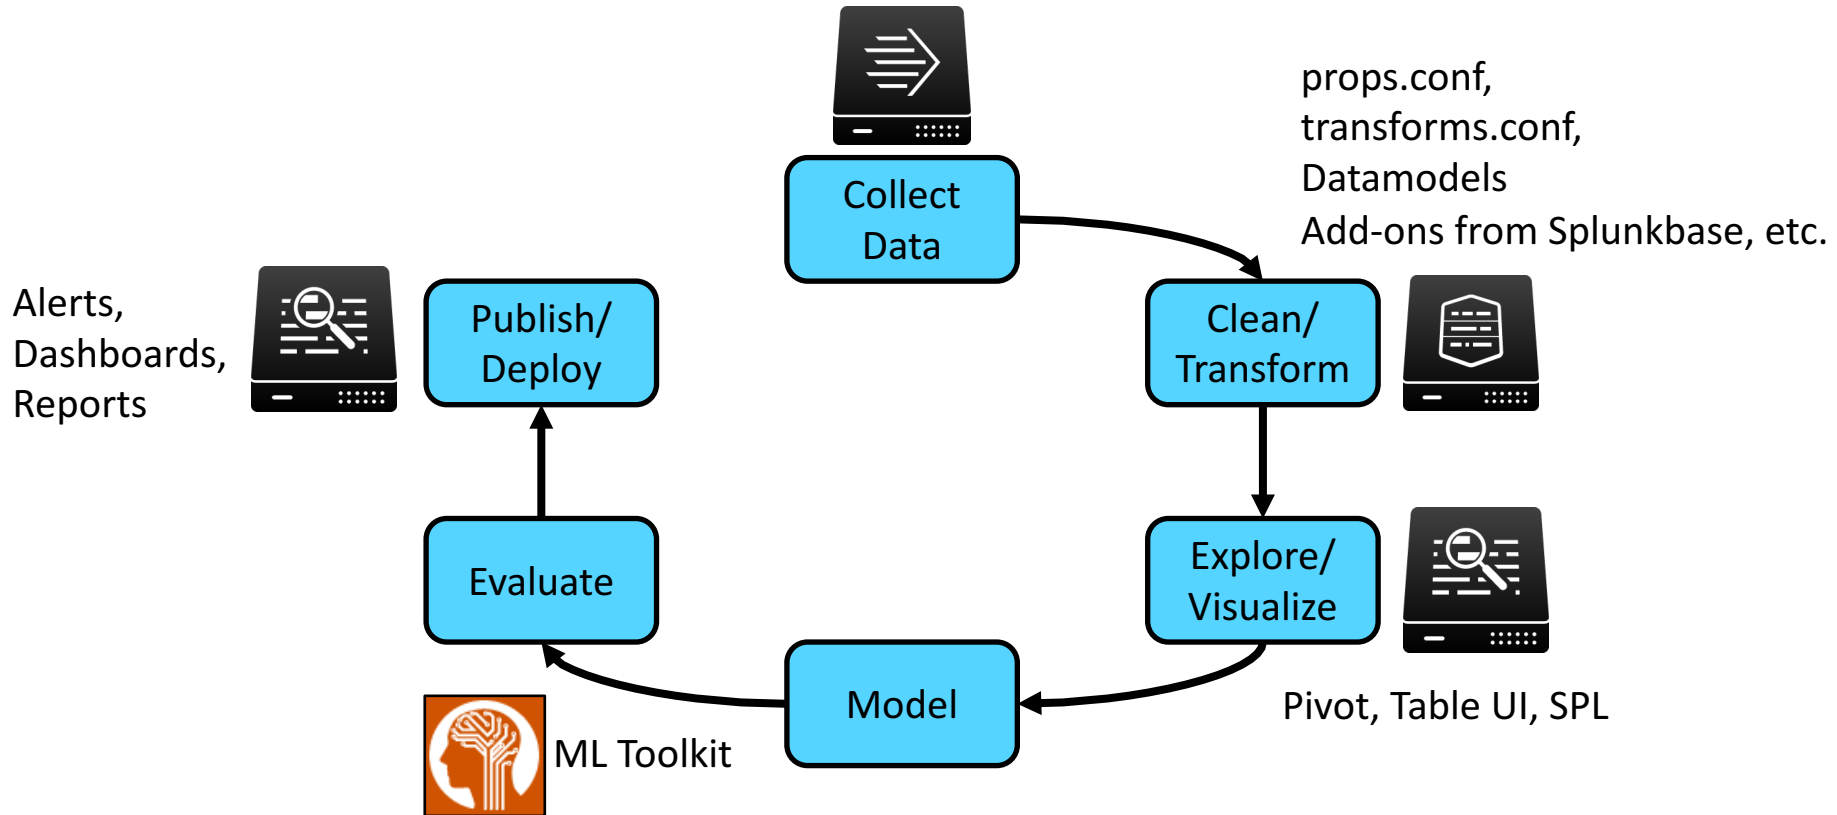 Collect
Data
props.conf,
transforms.conf,
Datamodels
Add-ons from Splunkbase, etc.
Clean/
Transform
Explore/
Visualize
Pivot, Table UI, SPL
Model
ML Toolkit
Evaluate
Publish/
Deploy
Alerts,
Dashboards,
Reports